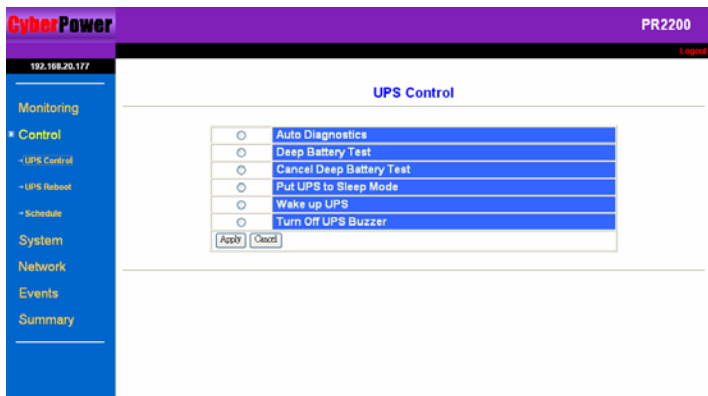 CyberPower
PR2200
Logout
192.168.20.177
Monitoring
Control
UPS Control
UPS Reboot
Schedule
System
Network
Events
Summary
UPS Control
Auto Diagnostics
Deep Battery Test
Cancel Deep Battery Test
Put UPS to Sleep Mode
Wake up UPS
Turn Off UPS Buzzer
Apply Cancel